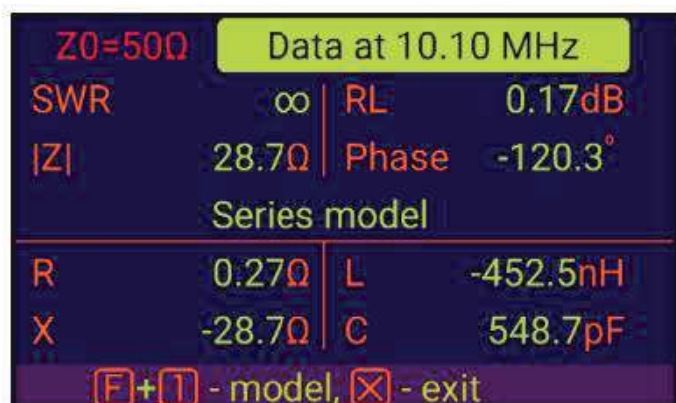 Z0=50Ω Data at 10.10 MHz
SWR ∞ RL 0.17dB
|Z| 28.7Ω Phase -120.3°
Series model
R 0.27Ω L -452.5nH
X -28.7Ω C 548.7pF
F+1 - model, X - exit